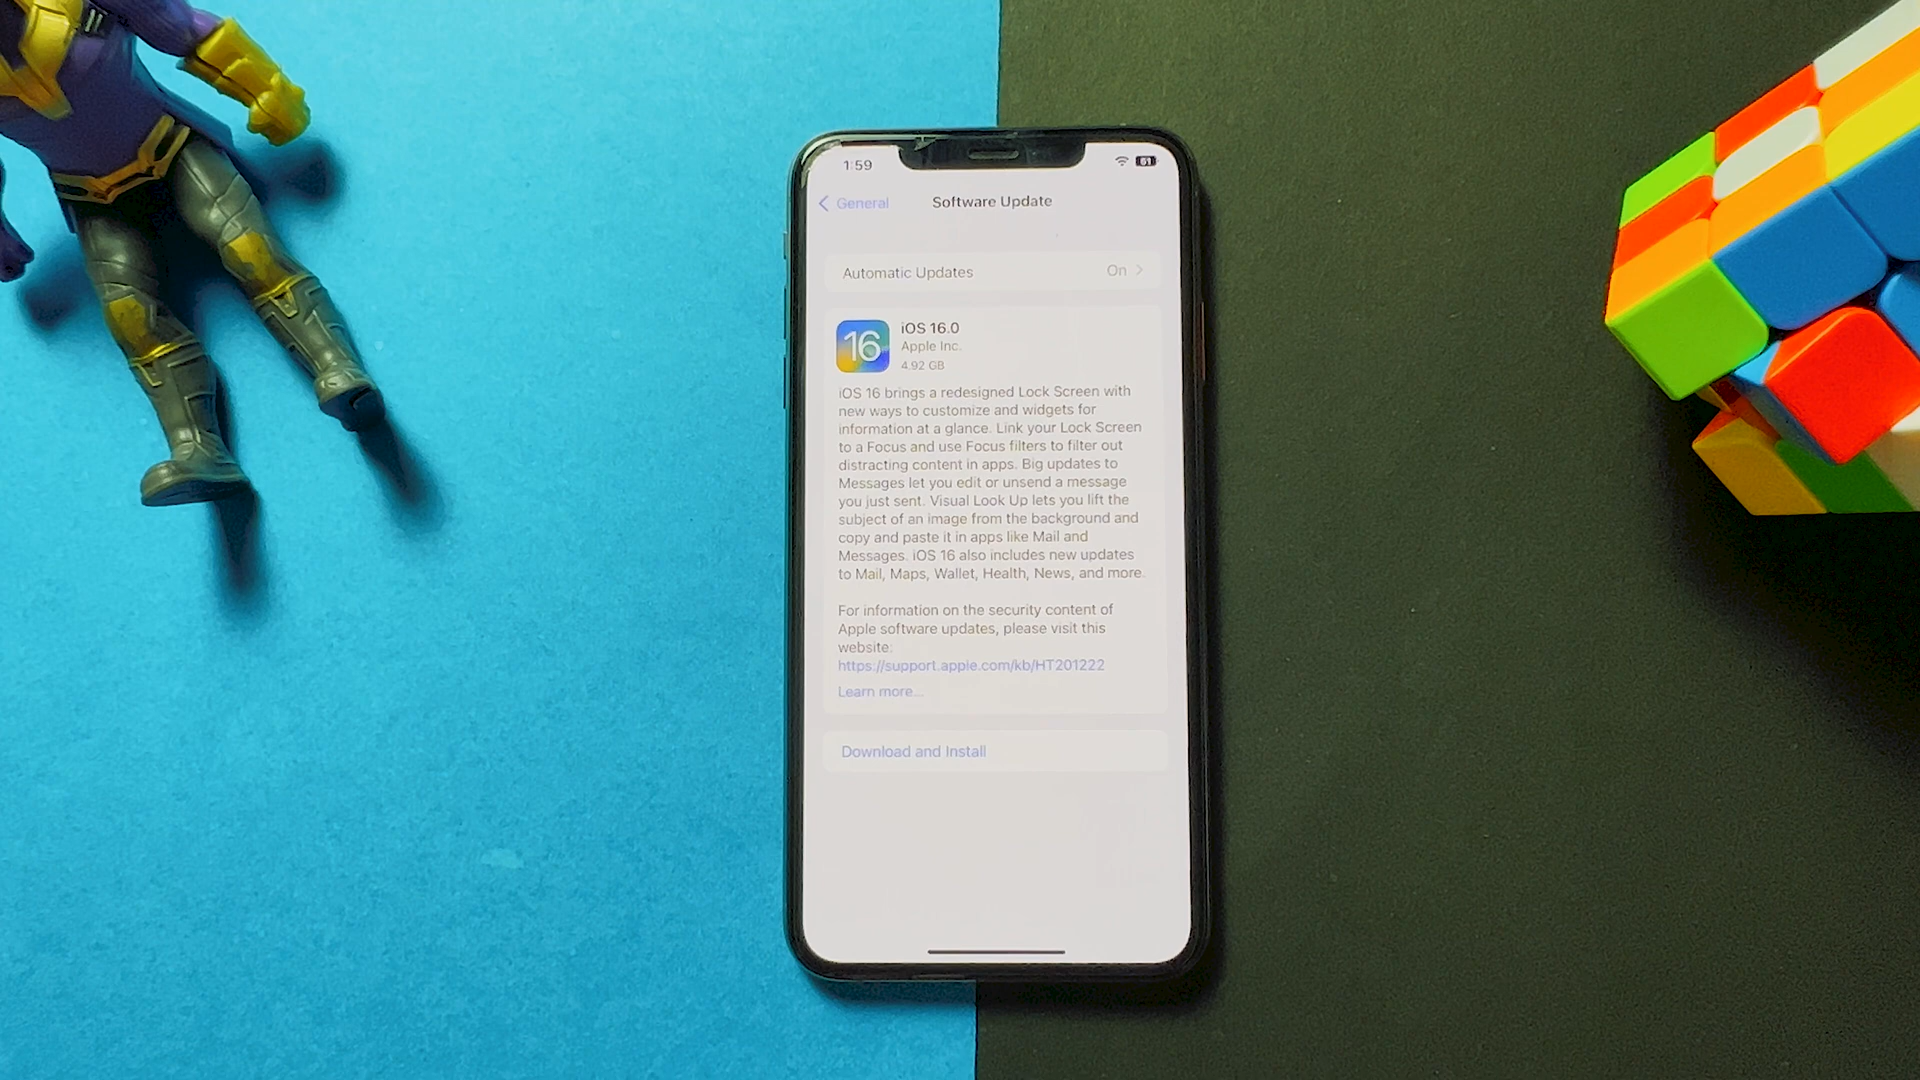 1:59
61
General
Software Update
Automatic Updates
On
16
iOS 16.0
Apple Inc.
4.92 GB
iOS 16 brings a redesigned Lock Screen with
new ways to customize and widgets for
information at a glance. Link your Lock Screen
to a Focus and use Focus filters to filter out
distracting content in apps. Big updates to
Messages let you edit or unsend a message
you just sent. Visual Look Up lets you lift the
subject of an image from the background and
copy and paste it in apps like Mail and
Messages. iOS 16 also includes new updates
to Mail, Maps, Wallet, Health, News, and more.
For information on the security content of
Apple software updates, please visit this
website:
https://support.apple.com/kb/HT201222
Learn more...
Download and Install